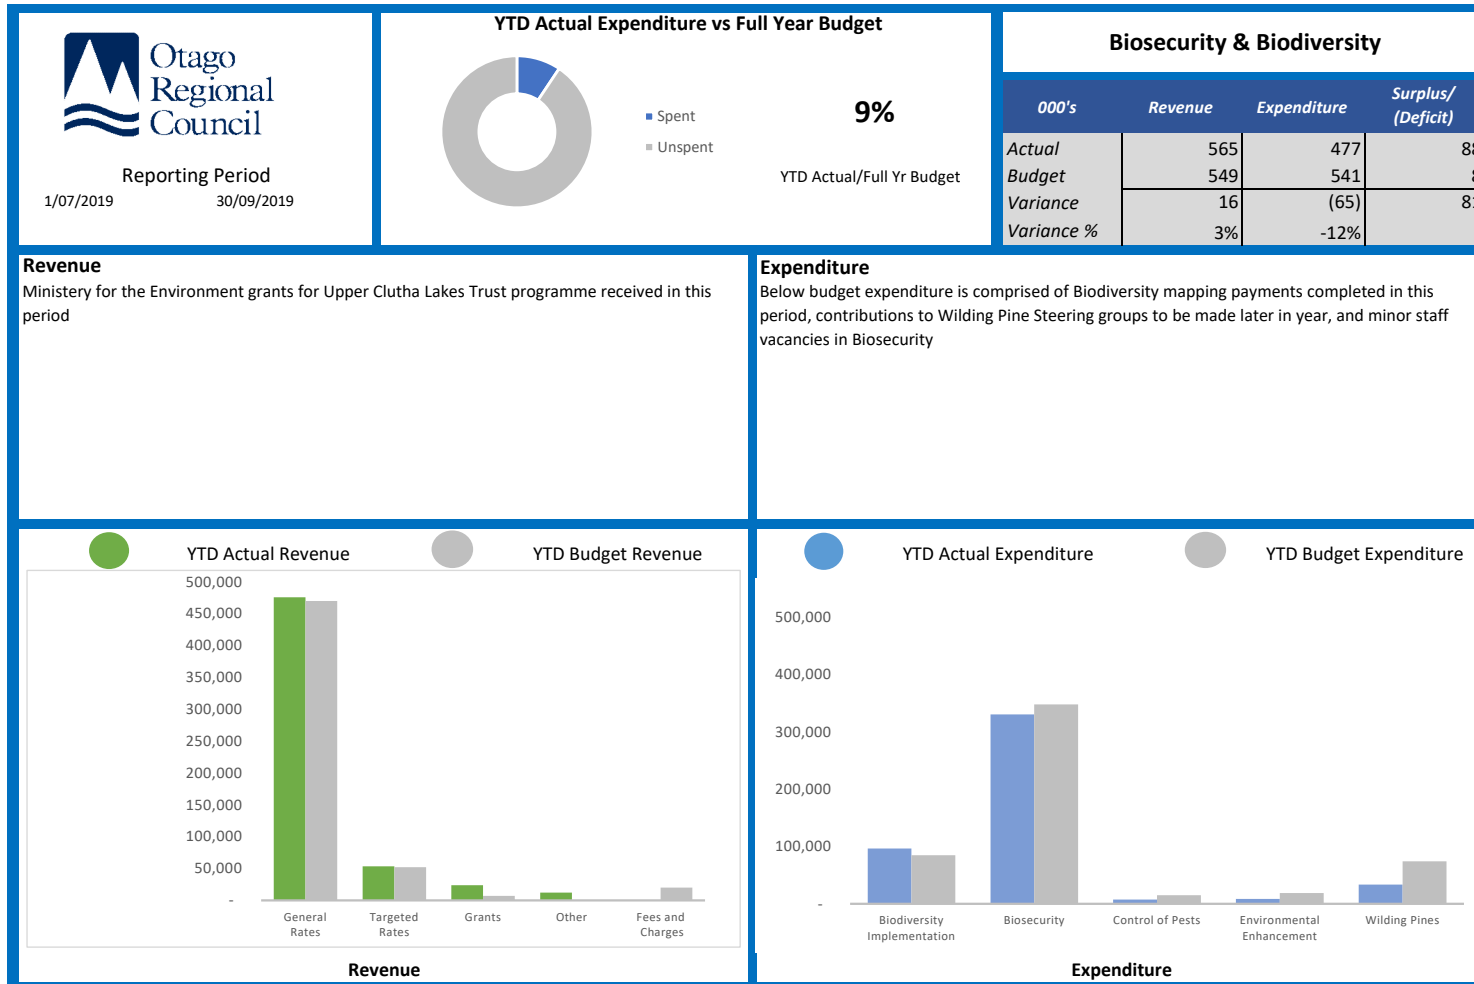 Otago
Regional
Council
Reporting Period
1/07/2019 30/09/2019
YTD Actual Expenditure vs Full Year Budget
Spent
Unspent
9%
YTD Actual/Full Yr Budget
Biosecurity & Biodiversity
000's Revenue Expenditure Surplus/
(Deficit)
Actual 565 477 88
Budget 549 541 8
Variance 16 (65) 81
Variance % 3% -12%
Revenue
Ministery for the Environment grants for Upper Clutha Lakes Trust programme received in this
period
Expenditure
Below budget expenditure is comprised of Biodiversity mapping payments completed in this
period, contributions to Wilding Pine Steering groups to be made later in year, and minor staff
vacancies in Biosecurity
YTD Actual Revenue YTD Budget Revenue
500,000
450,000
400,000
350,000
300,000
250,000
200,000
150,000
100,000
50,000
-
General
Rates
Targeted
Rates
Grants
Other
Fees and
Charges
Revenue
YTD Actual Expenditure YTD Budget Expenditure
500,000
400,000
300,000
200,000
100,000
-
Biodiversity
Implementation
Biosecurity
Control of Pests
Environmental
Enhancement
Wilding Pines
Expenditure